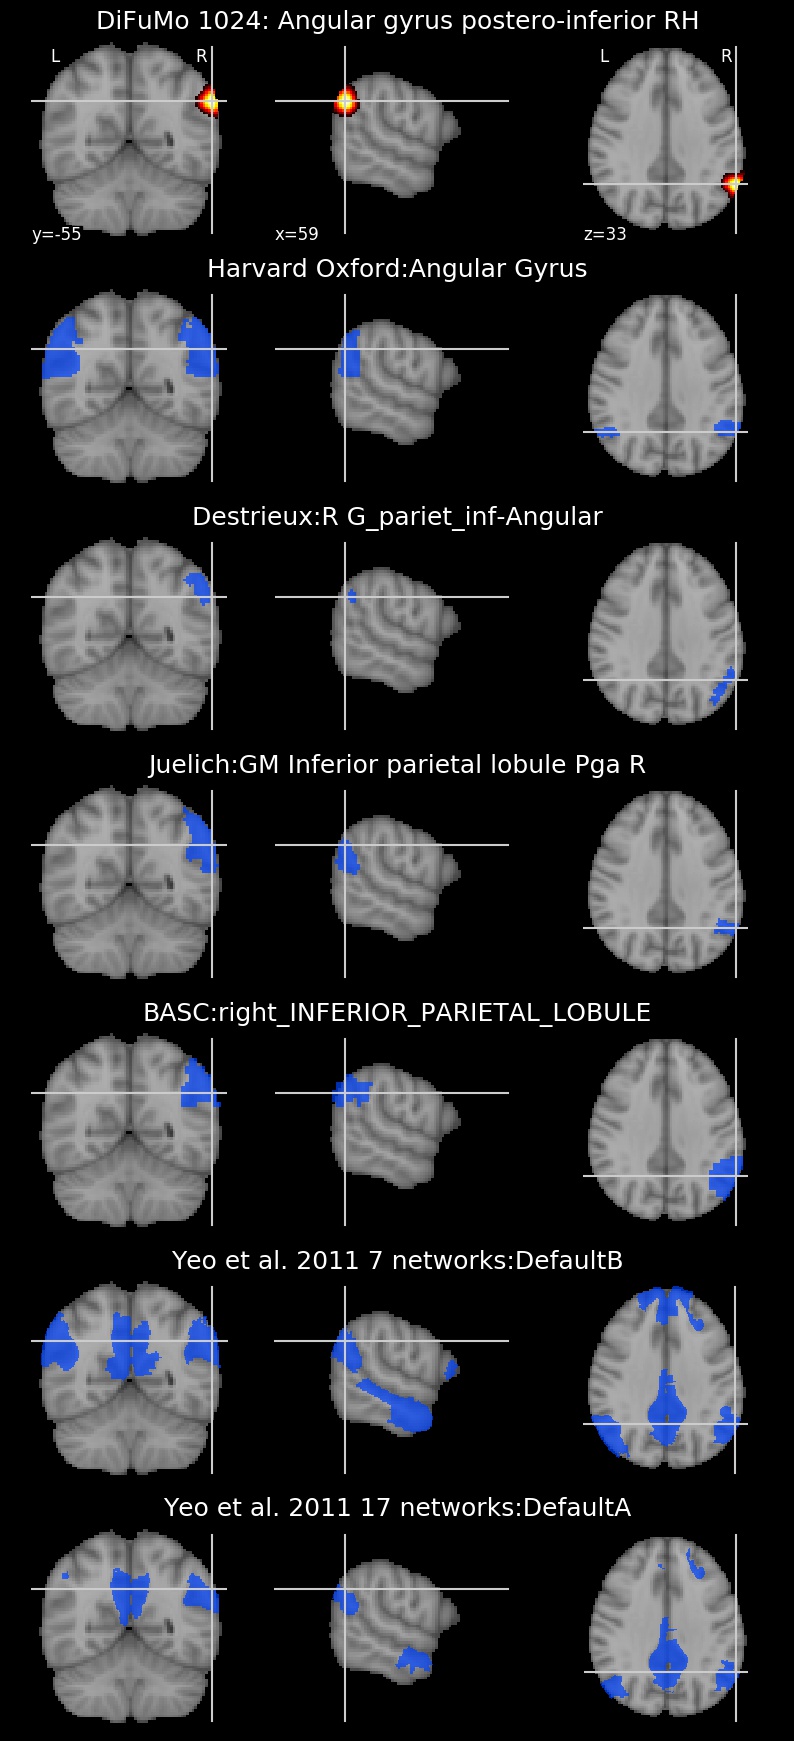 DiFuMo 1024: Angular gyrus postero-inferior RH
L R L R
y=-55 x=59 z=33
Harvard Oxford:Angular Gyrus
Destrieux:R G_pariet_inf-Angular
Juelich:GM Inferior parietal lobule Pga R
BASC:right_INFERIOR_PARIETAL_LOBULE
Yeo et al. 2011 7 networks:DefaultB
Yeo et al. 2011 17 networks:DefaultA